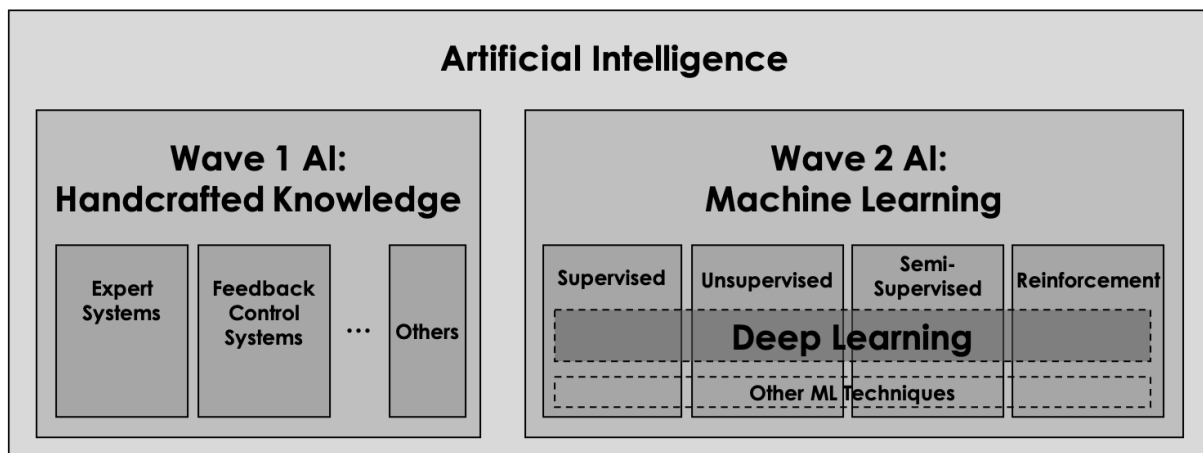 Artificial Intelligence
Wave 1 AI:
Handcrafted Knowledge
Expert
Systems
Feedback
Control
Systems
...
Others
Wave 2 AI:
Machine Learning
Supervised
Unsupervised
Semi-
Supervised
Reinforcement
Deep Learning
Other ML Techniques